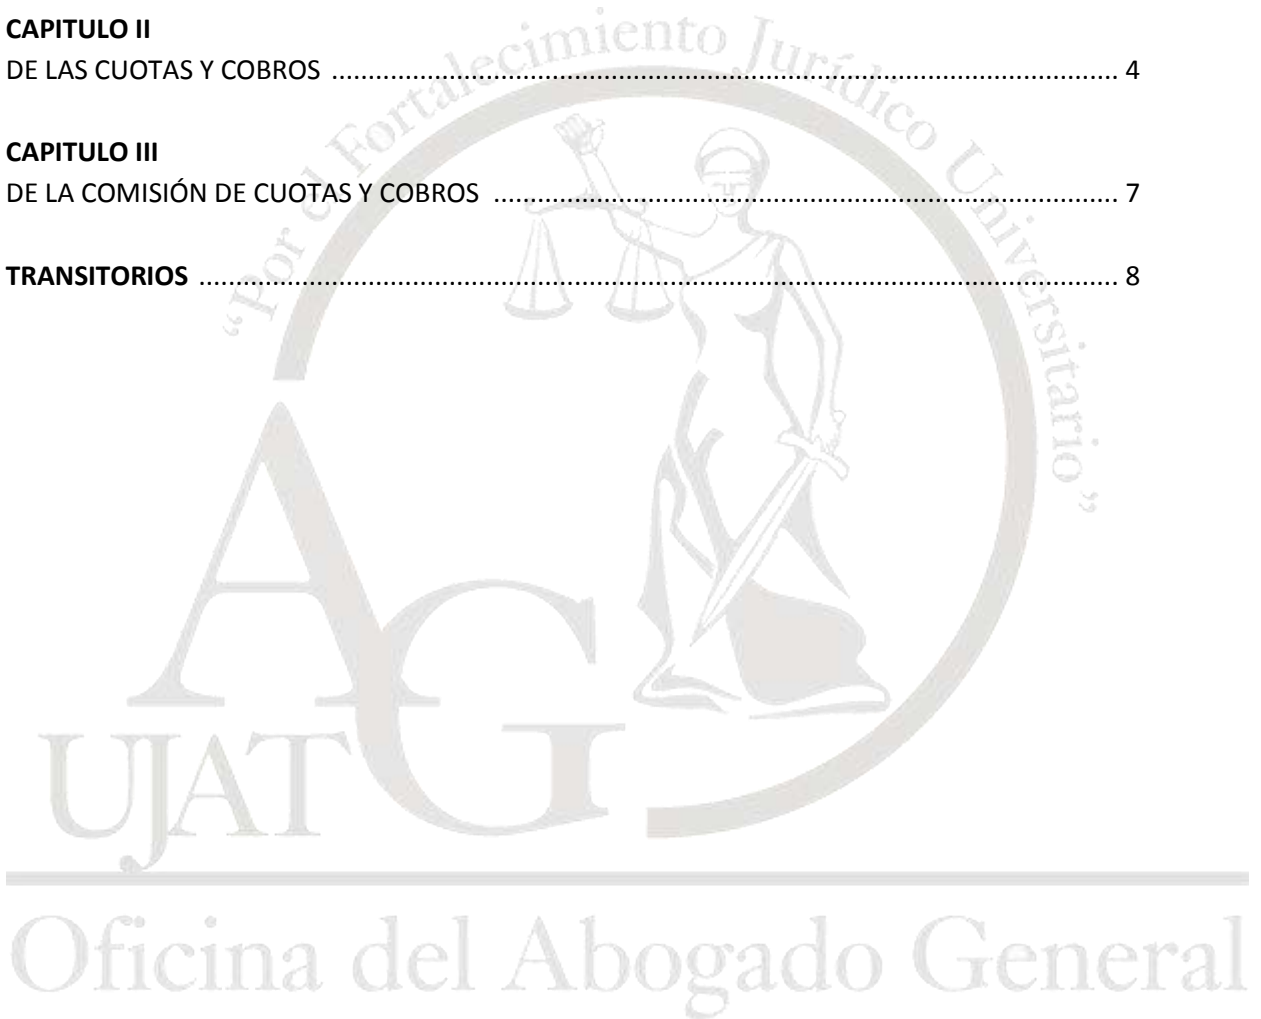 CAPITULO II
DE LAS CUOTAS Y COBROS ........................................................................................................ 4
CAPITULO III
DE LA COMISIÓN DE CUOTAS Y COBROS ................................................................................... 7
TRANSITORIOS .......................................................................................................................... 8
“Por el Fortalecimiento Jurídico Universitario”
AG
UJAT
Oficina del Abogado General